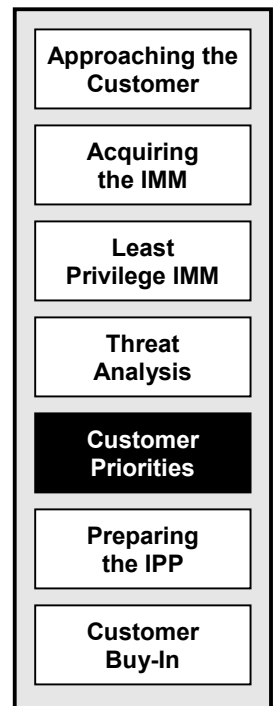 Approaching the
Customer
Acquiring
the IMM
Least
Privilege IMM
Threat
Analysis
Customer
Priorities
Preparing
the IPP
Customer
Buy-In